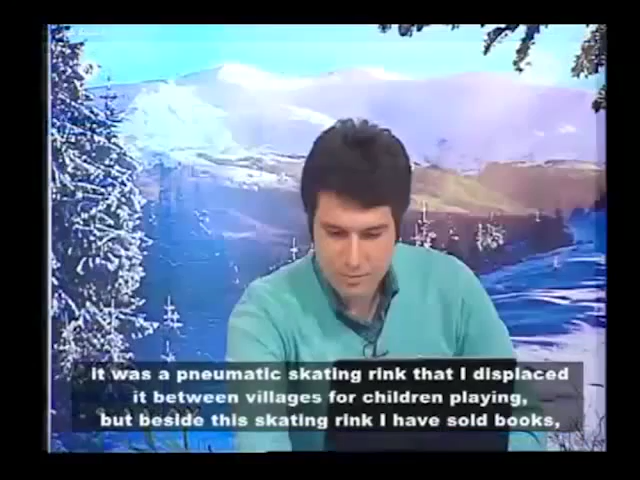 it was a pneumatic skating rink that I displaced
it between villages for children playing,
but beside this skating rink I have sold books,